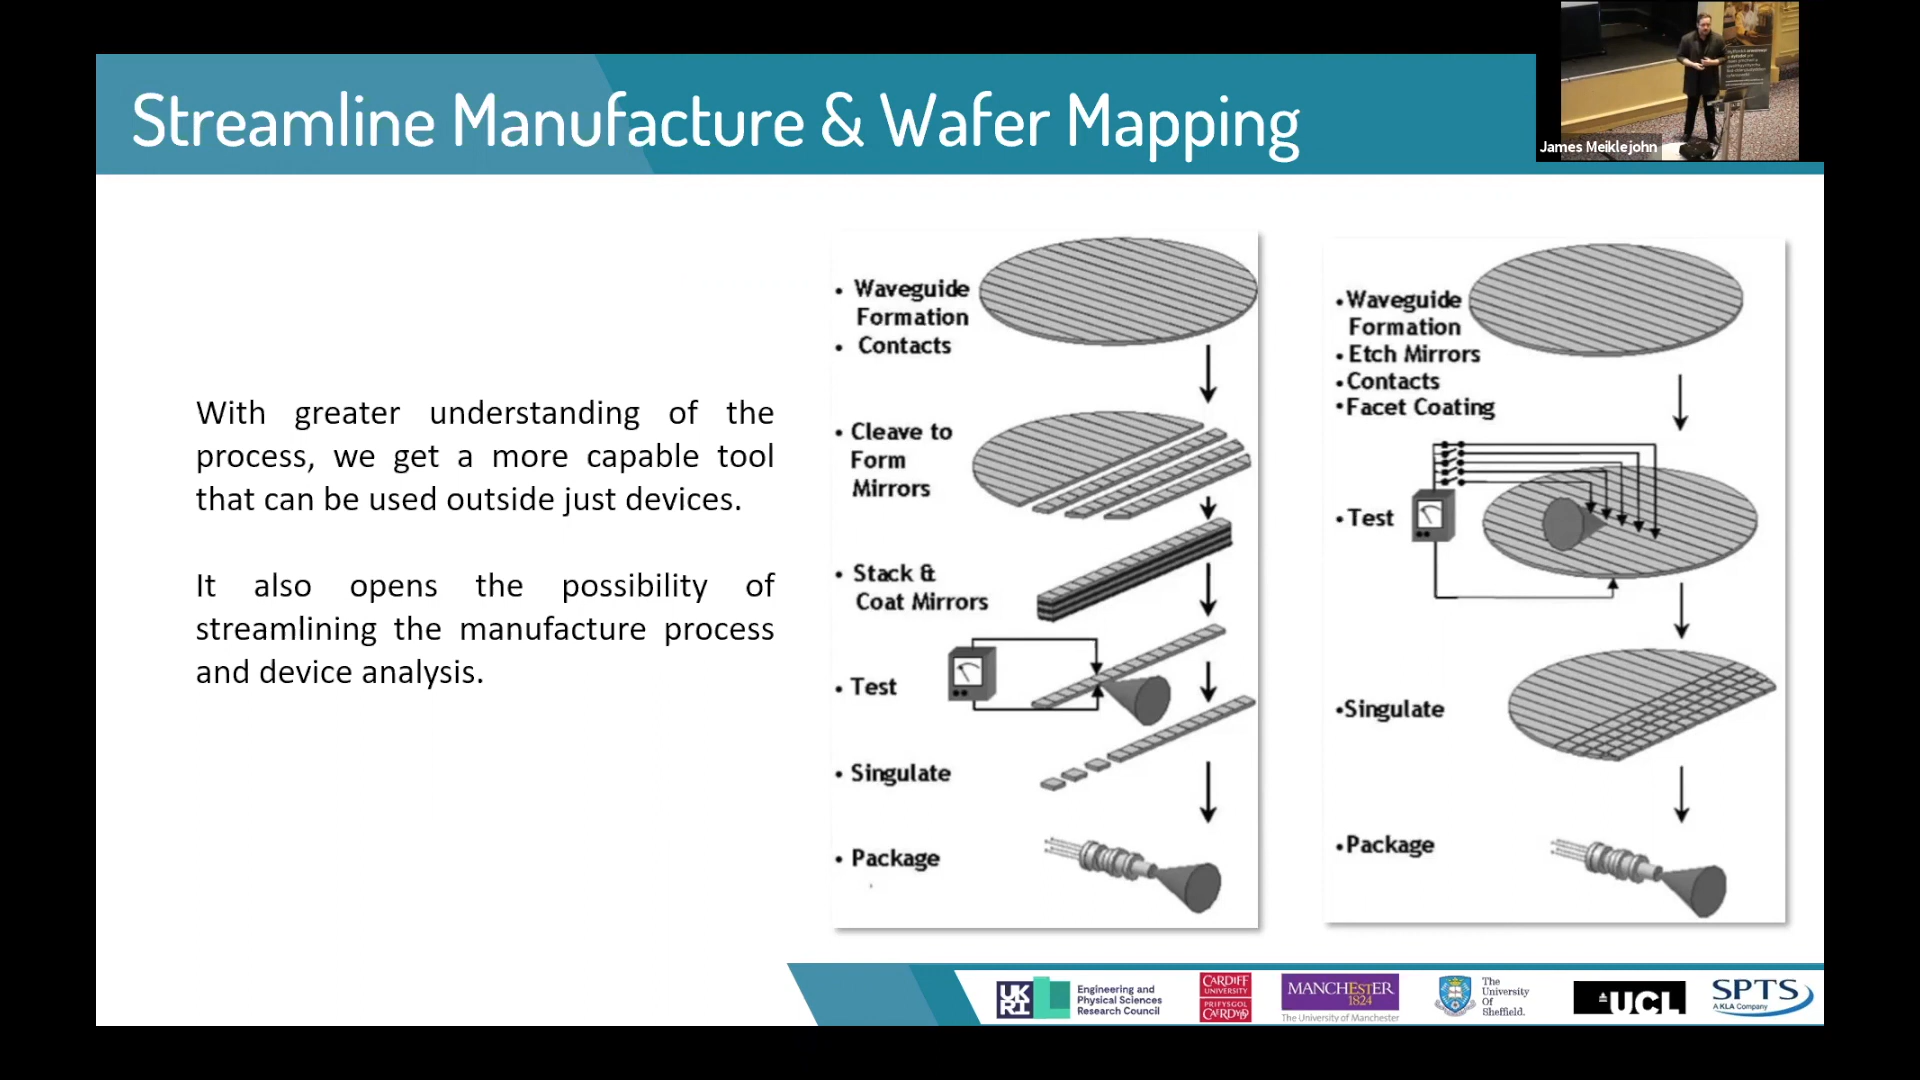 Streamline Manufacture & Wafer Mapping
James Meiklejohn
With greater understanding of the
process, we get a more capable tool
that can be used outside just devices.
It also opens the possibility of
streamlining the manufacture process
and device analysis.
• Waveguide
Formation
• Contacts
• Cleave to
Form
Mirrors
• Stack &
Coat Mirrors
• Test
• Singulate
• Package
• Waveguide
Formation
• Etch Mirrors
• Contacts
• Facet Coating
• Test
• Singulate
• Package
UKRI
Engineering and
Physical Sciences
Research Council
CARDIFF
UNIVERSITY
PRIFYSGOL
CAERDYDD
MANCHESTER
1824
The University of Manchester
The
University
Of
Sheffield.
UCL
SPTS
A KLA Company